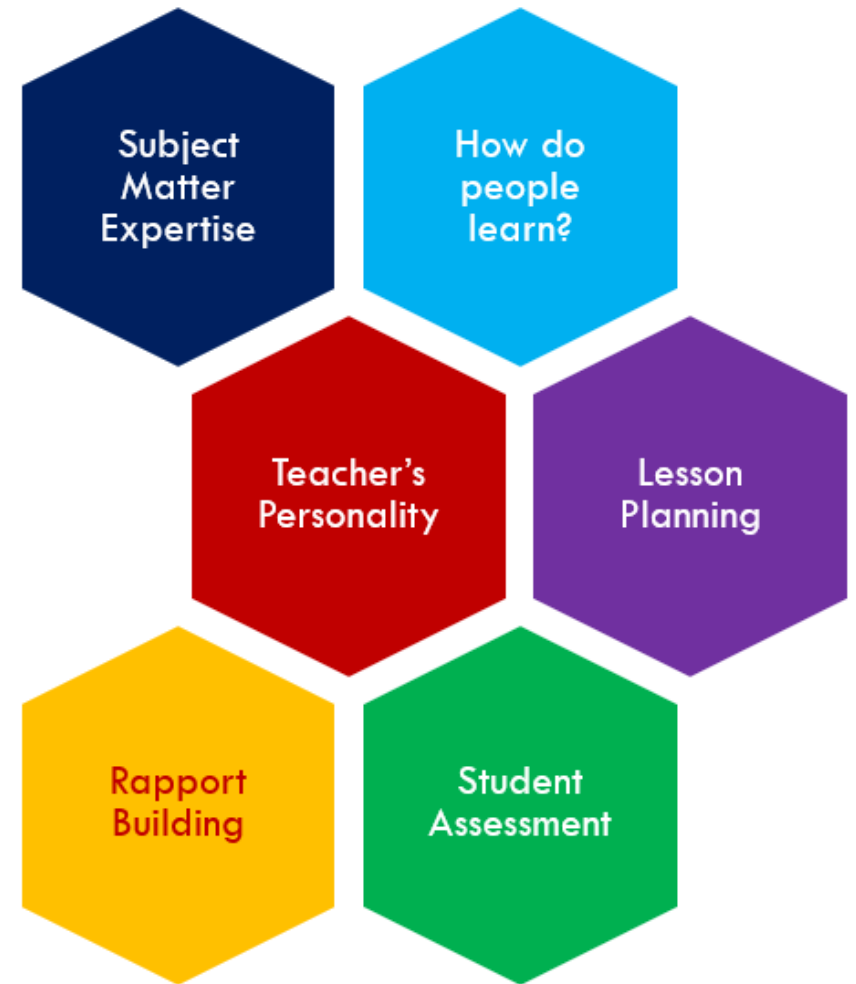 Subject
Matter
Expertise
How do
people
learn?
Teacher’s
Personality
Lesson
Planning
Rapport
Building
Student
Assessment